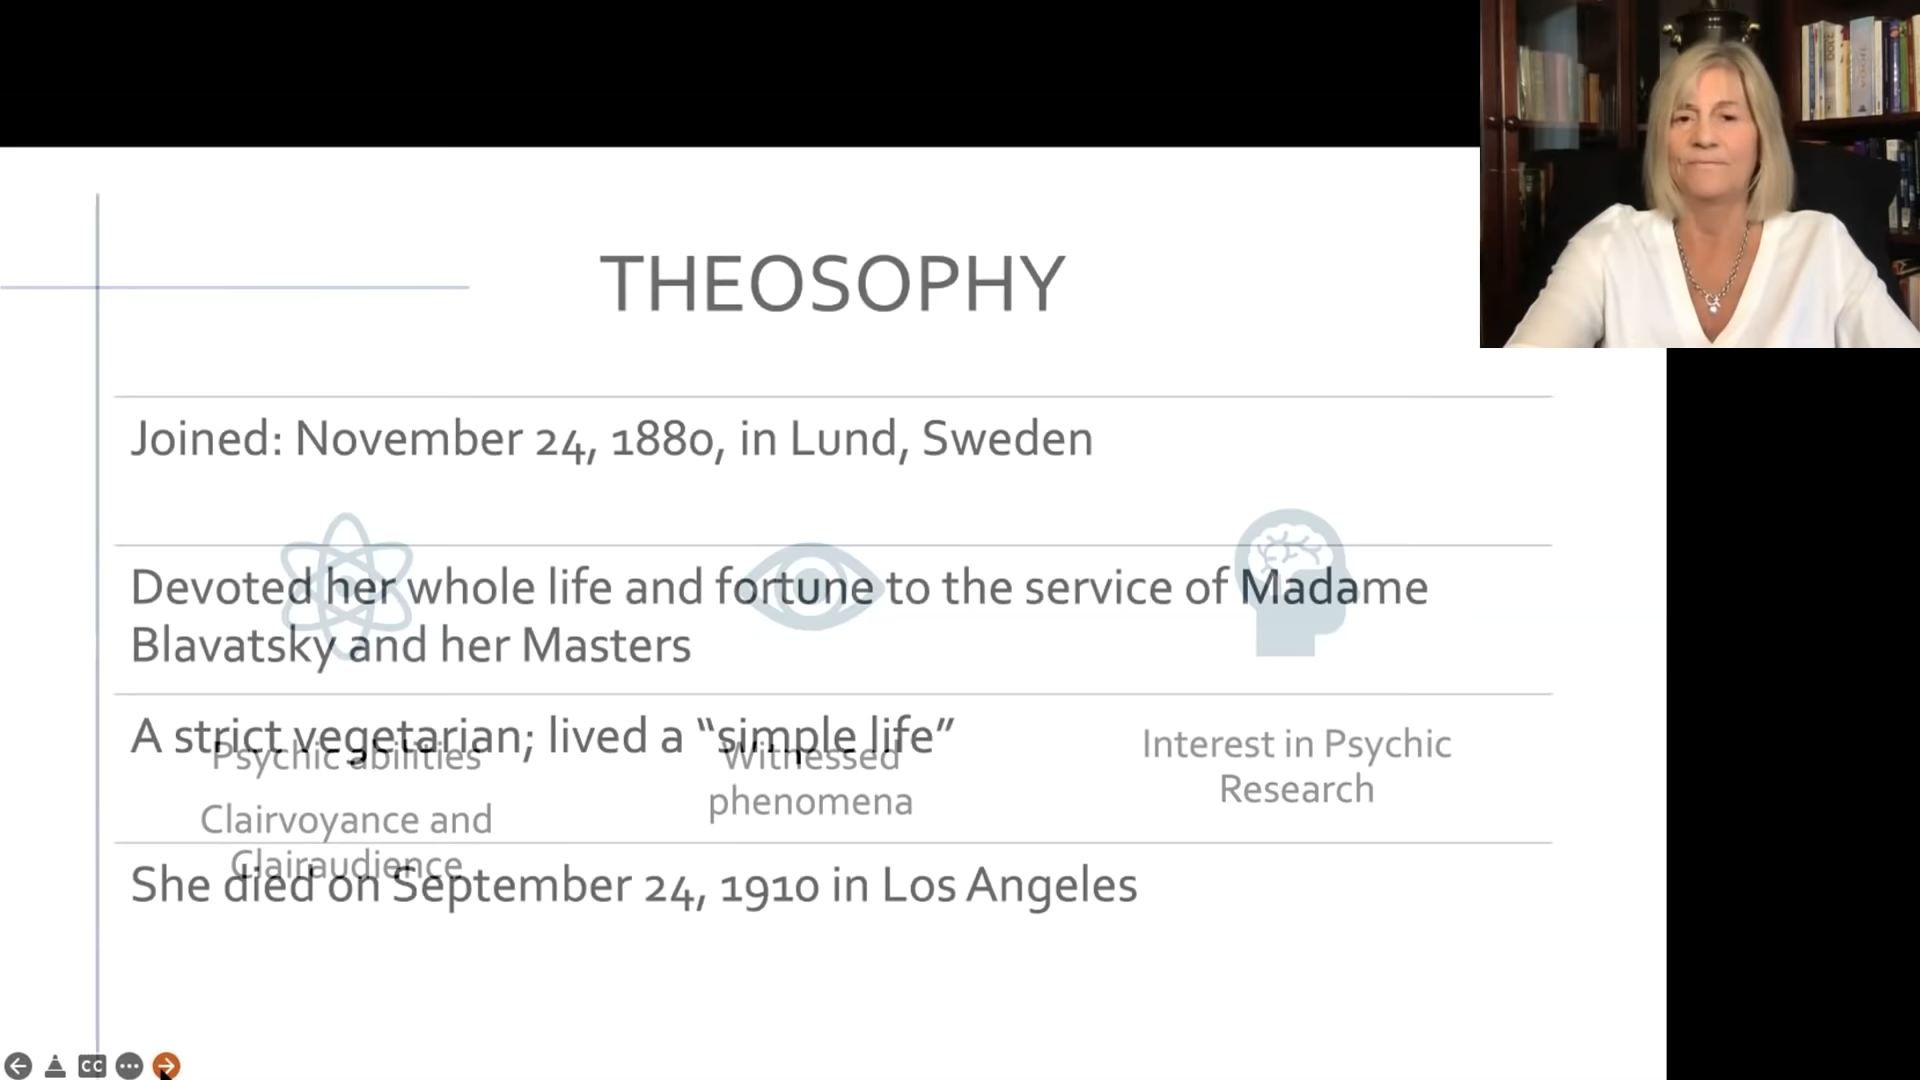 THEOSOPHY
Joined: November 24, 1880, in Lund, Sweden
Devoted her whole life and fortune to the service of Madame
Blavatsky and her Masters
A strict vegetarian; lived a “simple life”
Psychic abilities
Witnessed
phenomena
Interest in Psychic
Research
Clairvoyance and
Clairaudience
She died on September 24, 1910 in Los Angeles
CC